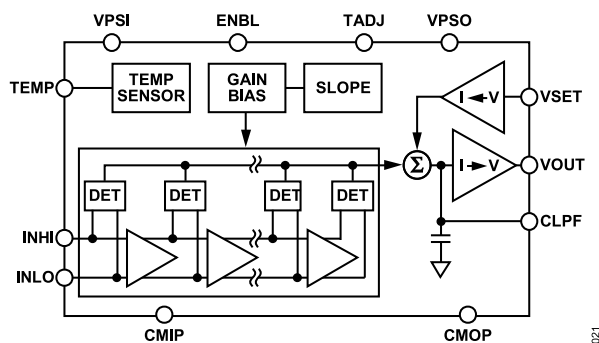 VPSI ENBL TADJ VPSO
TEMP
TEMP
SENSOR
GAIN
BIAS
SLOPE
I V
VSET
Σ
I V
VOUT
DET DET DET DET
CLPF
INHI
INLO
CMIP CMOP
021